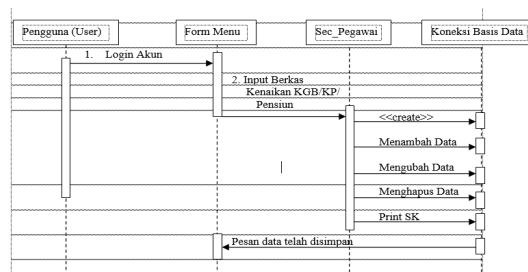 Pengguna (User)
Form Menu
Sec_Pegawai
Koneksi Basis Data
1. Login Akun
2. Input Berkas
Kenaikan KGB/KP/
Pensiun
<<create>>
Menambah Data
Mengubah Data
Menghapus Data
Print SK
Pesan data telah disimpan